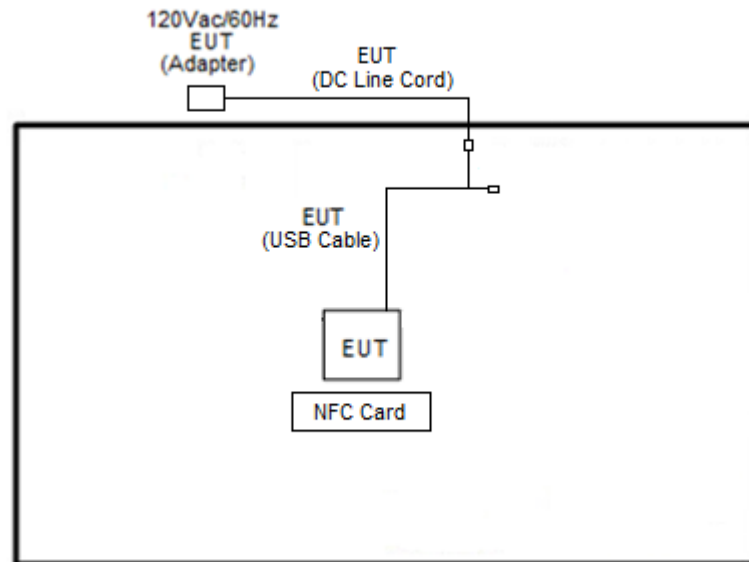 120Vac/60Hz
EUT
(Adapter)
EUT
(DC Line Cord)
EUT
(USB Cable)
EUT
NFC Card